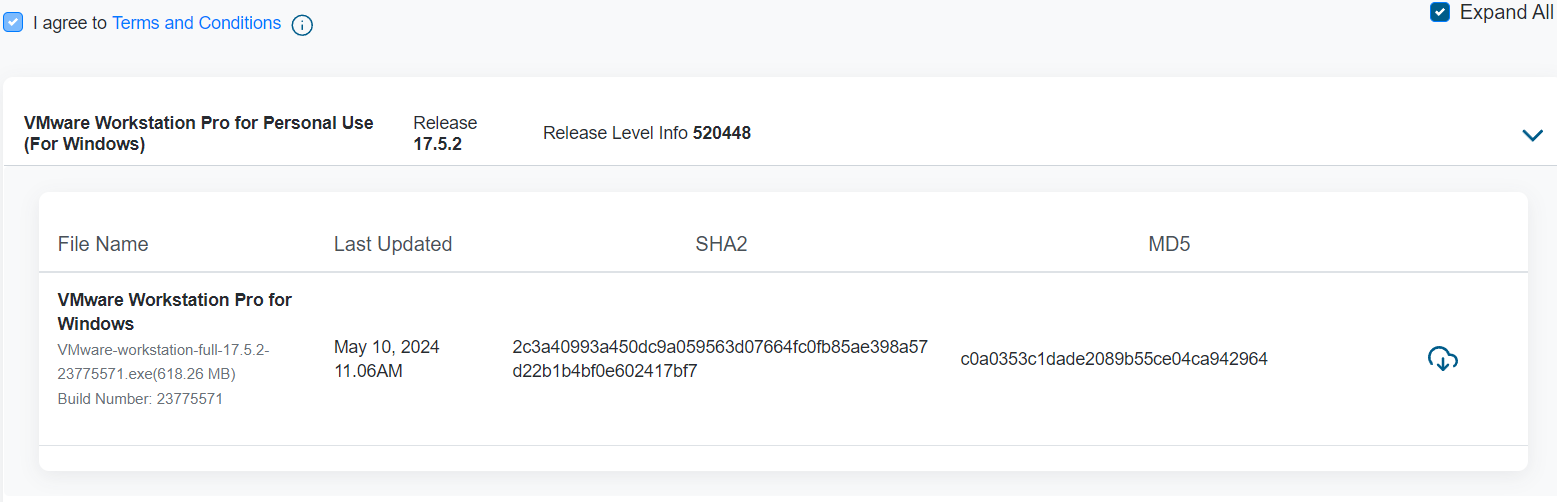 I agree to Terms and Conditions
Expand All
VMware Workstation Pro for Personal Use
(For Windows)
Release
17.5.2
Release Level Info 520448
File Name
Last Updated
SHA2
MD5
VMware Workstation Pro for
Windows
VMware-workstation-full-17.5.2-
23775571.exe(618.26 MB)
Build Number: 23775571
May 10, 2024
11.06AM
2c3a40993a450dc9a059563d07664fc0fb85ae398a57
d22b1b4bf0e602417bf7
c0a0353c1dade2089b55ce04ca942964